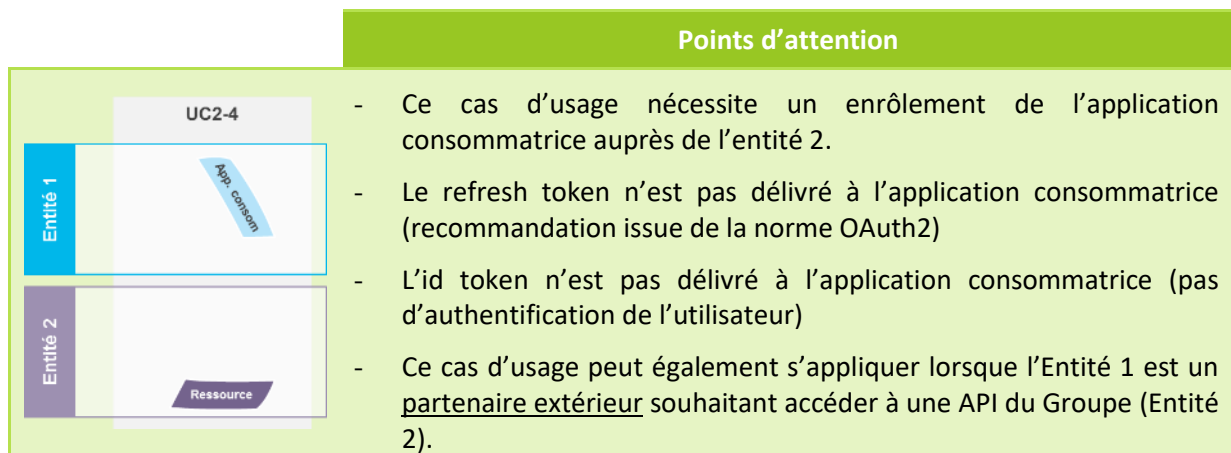 Points d’attention
UC2-4
Entité 1
App. consom
Entité 2
Ressource
- Ce cas d’usage nécessite un enrôlement de l’application
consommatrice auprès de l’entité 2.
- Le refresh token n’est pas délivré à l’application consommatrice
(recommandation issue de la norme OAuth2)
- L’id token n’est pas délivré à l’application consommatrice (pas
d’authentification de l’utilisateur)
- Ce cas d’usage peut également s’appliquer lorsque l’Entité 1 est un
partenaire extérieur souhaitant accéder à une API du Groupe (Entité
2).